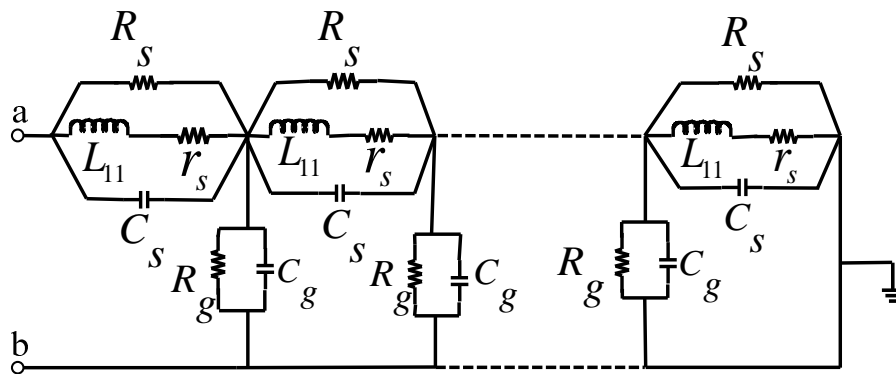 R_s R_s R_s
a
L_11 r_s L_11 r_s L_11 r_s
C_s C_s C_s
R_g C_g R_g C_g R_g C_g
b